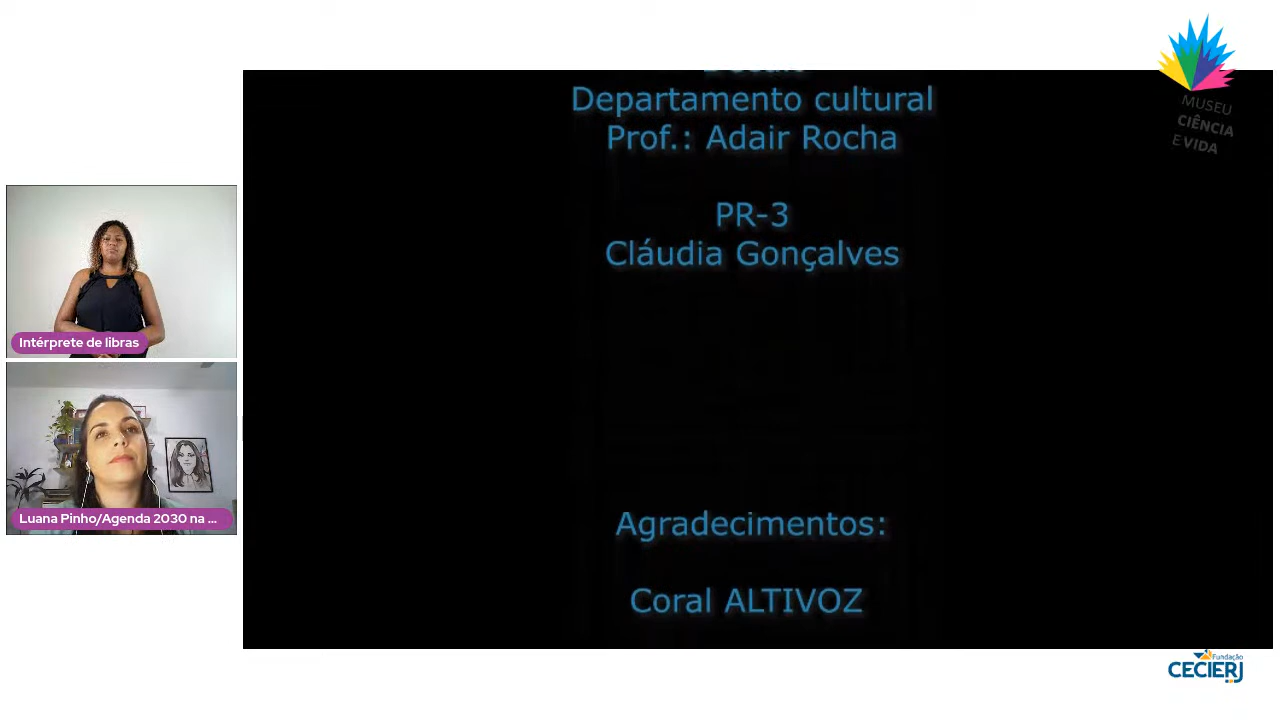 Departamento cultural
Prof.: Adair Rocha
PR-3
Cláudia Gonçalves
Agradecimentos:
Coral ALTIVOZ
MUSEU
CIÊNCIA
E VIDA
Intérprete de libras
Luana Pinho/Agenda 2030 na ...
Fundação
CECIERJ